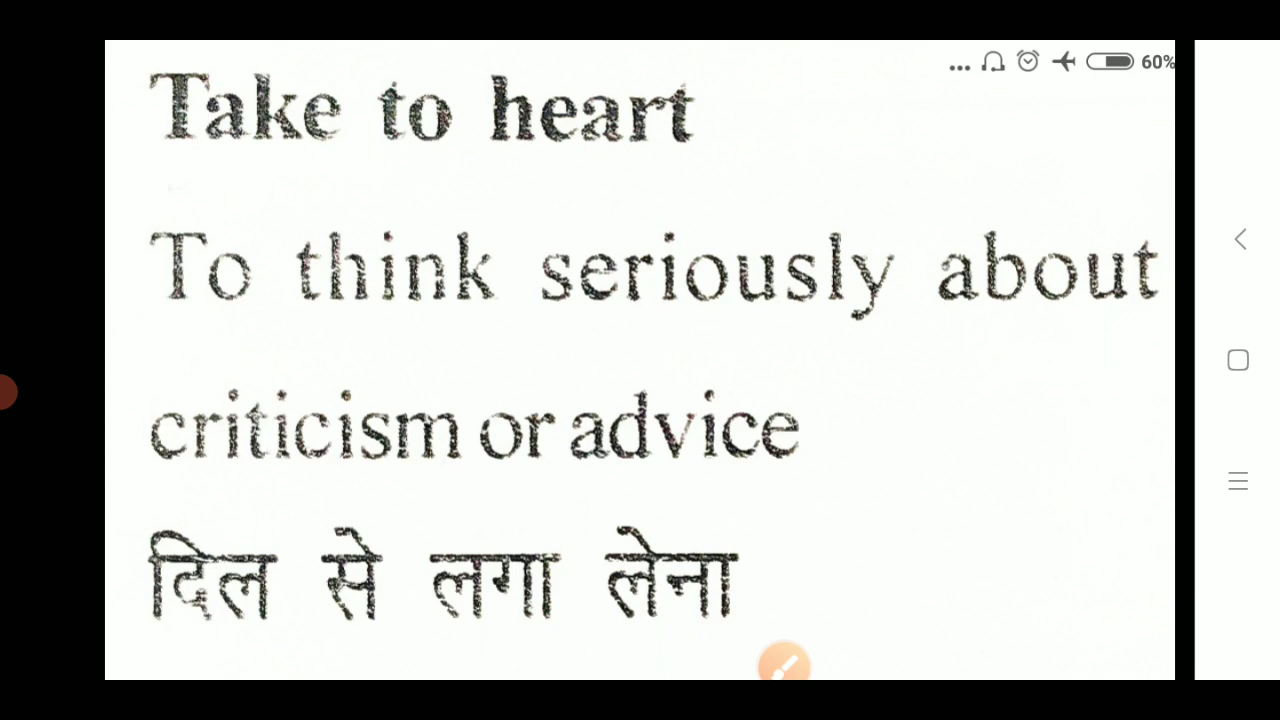 60%
Take to heart
To think seriously about
criticism or advice
दिल से लगा लेना